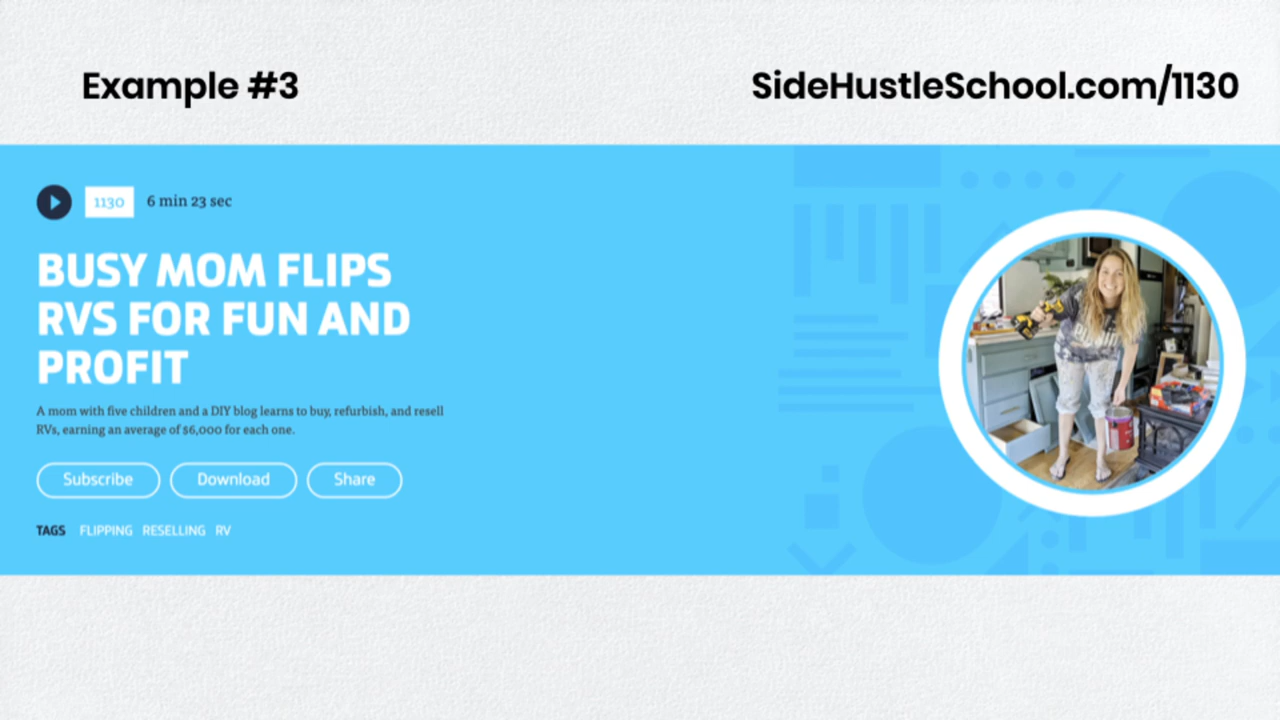 Example #3
SideHustleSchool.com/1130
1130
6 min 23 sec
BUSY MOM FLIPS
RVS FOR FUN AND
PROFIT
A mom with five children and a DIY blog learns to buy, refurbish, and resell
RVs, earning an average of $6,000 for each one.
Subscribe
Download
Share
TAGS FLIPPING RESELLING RV